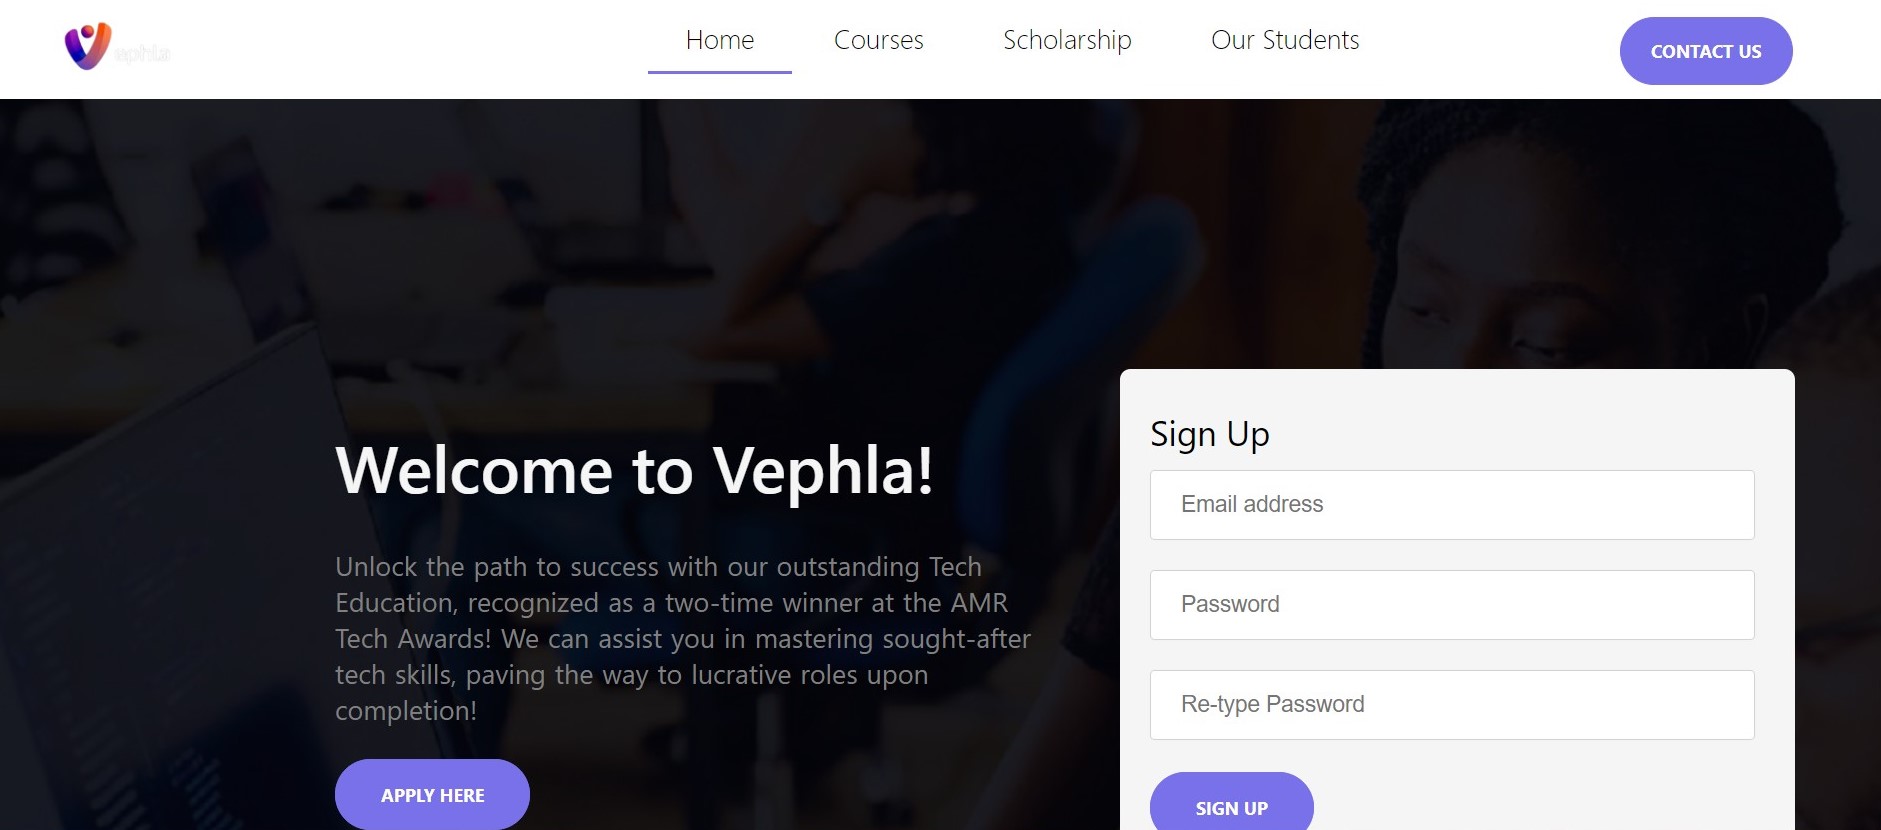 ephla
Home
Courses
Scholarship
Our Students
CONTACT US
Welcome to Vephla!
Unlock the path to success with our outstanding Tech
Education, recognized as a two-time winner at the AMR
Tech Awards! We can assist you in mastering sought-after
tech skills, paving the way to lucrative roles upon
completion!
APPLY HERE
Sign Up
Email address
Password
Re-type Password
SIGN UP